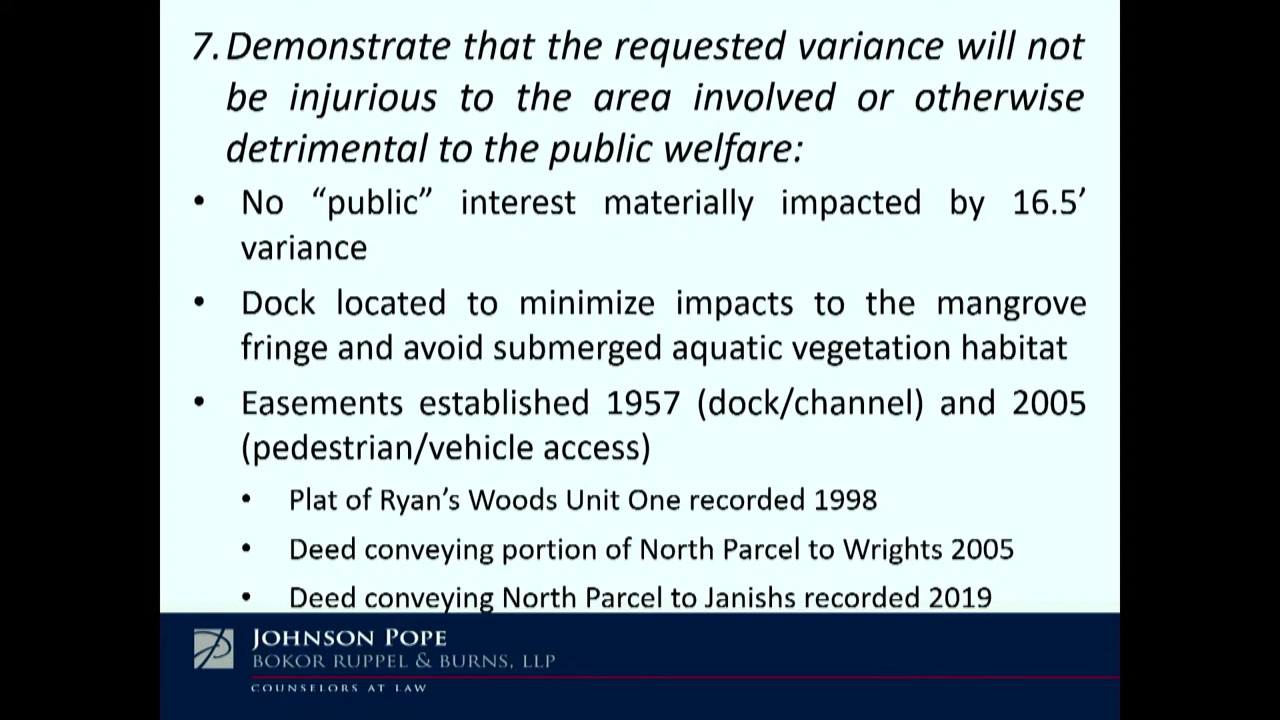 7. Demonstrate that the requested variance will not
be injurious to the area involved or otherwise
detrimental to the public welfare:
• No “public” interest materially impacted by 16.5’
variance
• Dock located to minimize impacts to the mangrove
fringe and avoid submerged aquatic vegetation habitat
• Easements established 1957 (dock/channel) and 2005
(pedestrian/vehicle access)
• Plat of Ryan’s Woods Unit One recorded 1998
• Deed conveying portion of North Parcel to Wrights 2005
• Deed conveying North Parcel to Janishs recorded 2019
JOHNSON POPE
BOKOR RUPPEL & BURNS, LLP
COUNSELORS AT LAW